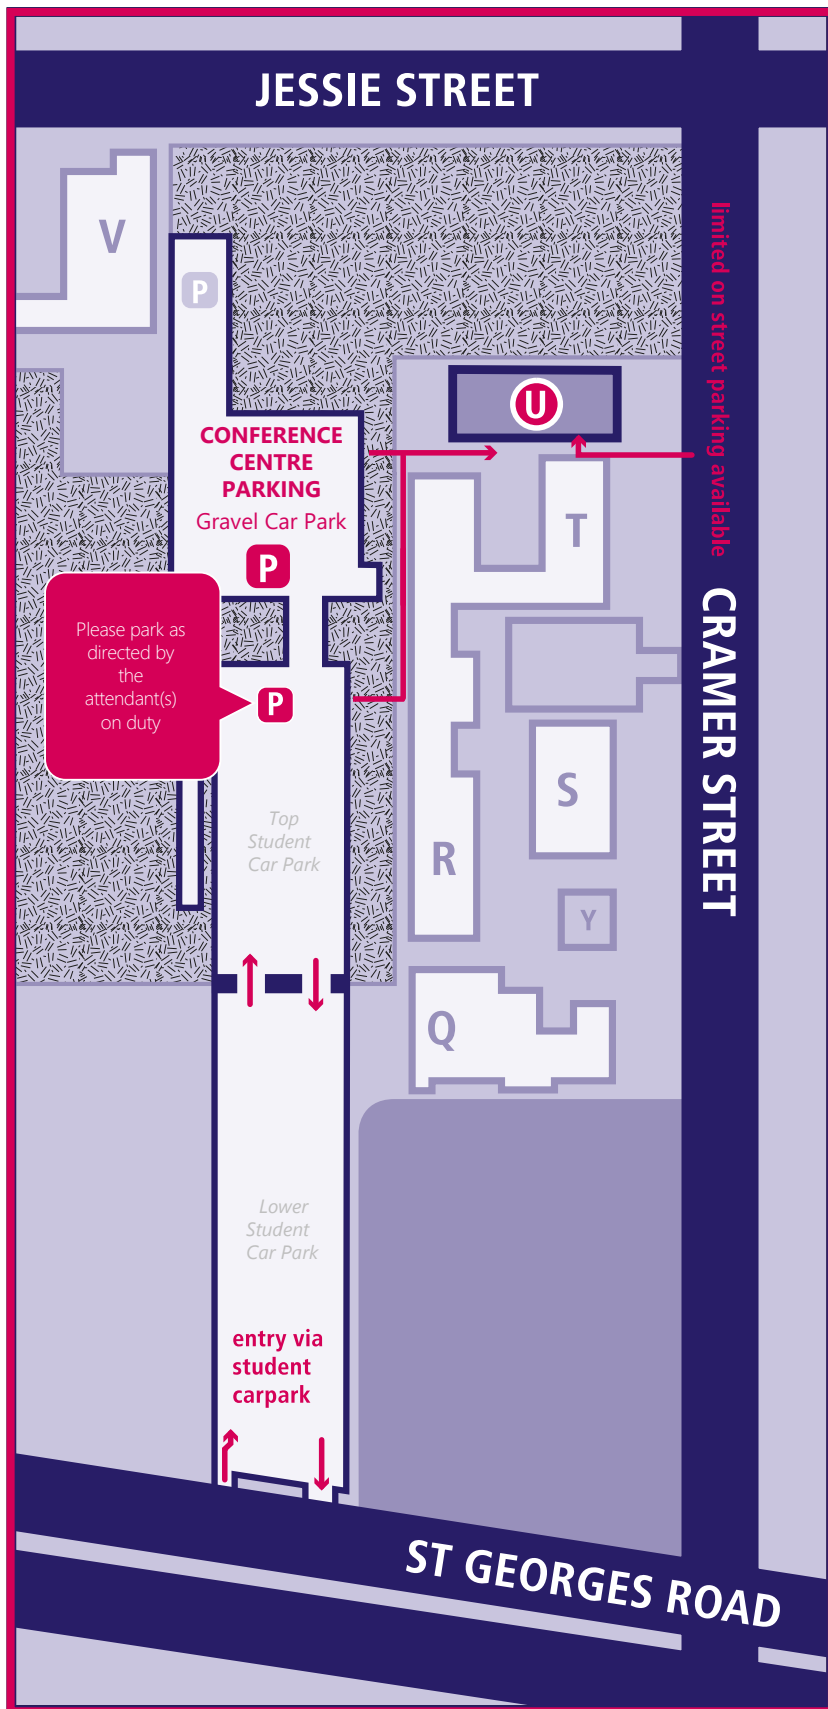 JESSIE STREET
V
P
limited on street parking available
U
CONFERENCE
CENTRE
PARKING
Gravel Car Park
P
T
Please park as
directed by
the
attendant(s)
on duty
P
CRAMER STREET
Top
Student
Car Park
S
R
Y
Q
Lower
Student
Car Park
entry via
student
carpark
ST GEORGES ROAD